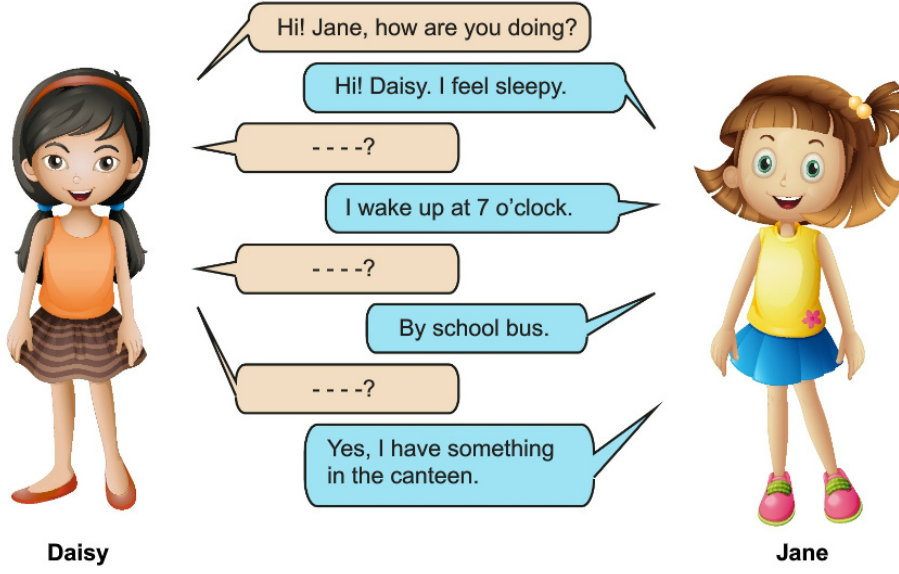 Hi! Jane, how are you doing?
Hi! Daisy. I feel sleepy.
- - - -?
I wake up at 7 o’clock.
- - - -?
By school bus.
- - - -?
Yes, I have something
in the canteen.
Daisy
Jane